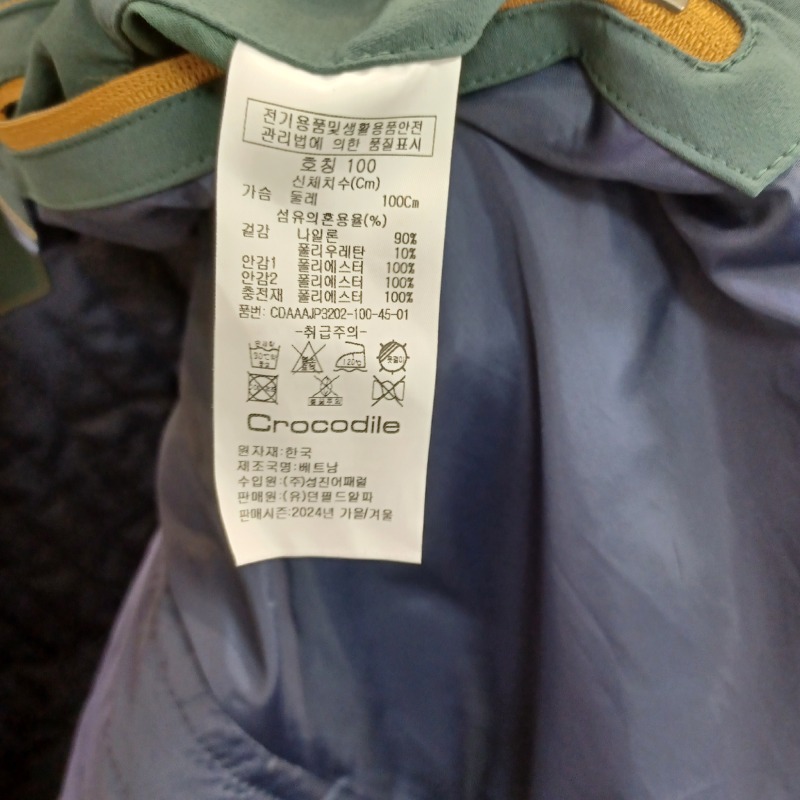 전기용품및생활용품안전
관리법에 의한 품질표시
호칭 100
신체치수(Cm)
가슴 둘레 100Cm
섬유의혼용율(%)
겉감 나일론 90%
폴리우레탄 10%
안감1 폴리에스터 100%
안감2 폴리에스터 100%
충전재 폴리에스터 100%
품번: CDAAAJP3202-100-45-01
-취급주의-
120℃
Crocodile
원자재:한국
제조국명:베트남
수입원:(주)성진어패럴
판매원:(유)던필드알파
판매시즌:2024년 가을/겨울